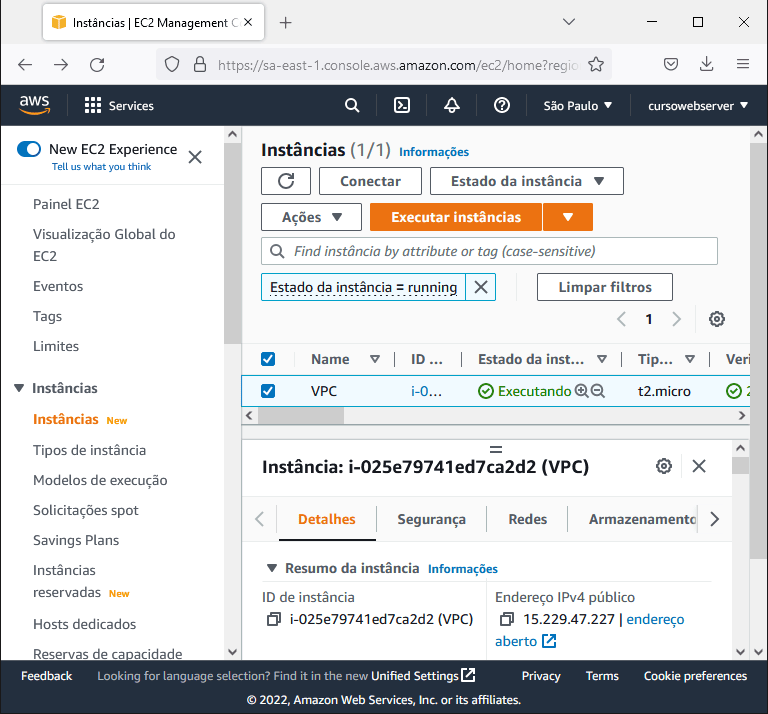 Instâncias | EC2 Management C
https://sa-east-1.console.aws.amazon.com/ec2/home?regio
aws
Services
São Paulo
cursowebserver
New EC2 Experience
Tell us what you think
Painel EC2
Visualização Global do
EC2
Eventos
Tags
Limites
Instâncias
Instâncias New
Tipos de instância
Modelos de execução
Solicitações spot
Savings Plans
Instâncias
reservadas New
Hosts dedicados
Reservas de capacidade
Instâncias (1/1) Informações
Conectar
Estado da instância
Ações
Executar instâncias
Find instância by attribute or tag (case-sensitive)
Estado da instância = running
Limpar filtros
1
Name ID ... Estado da inst... Tip... Veri
VPC i-0... Executando t2.micro 2
Instância: i-025e79741ed7ca2d2 (VPC)
Detalhes Segurança Redes Armazenamento
Resumo da instância Informações
ID de instância
i-025e79741ed7ca2d2 (VPC)
Endereço IPv4 público
15.229.47.227 | endereço
aberto
Feedback Looking for language selection? Find it in the new Unified Settings Privacy Terms Cookie preferences
© 2022, Amazon Web Services, Inc. or its affiliates.